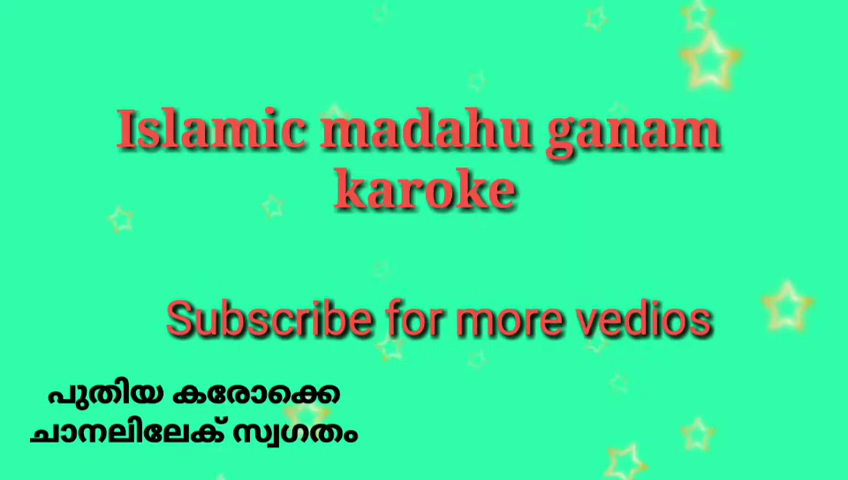 Islamic madahu ganam
karoke
Subscribe for more vedios
പുതിയ കരോക്കെ
ചാനലിലേക് സ്വഗതം